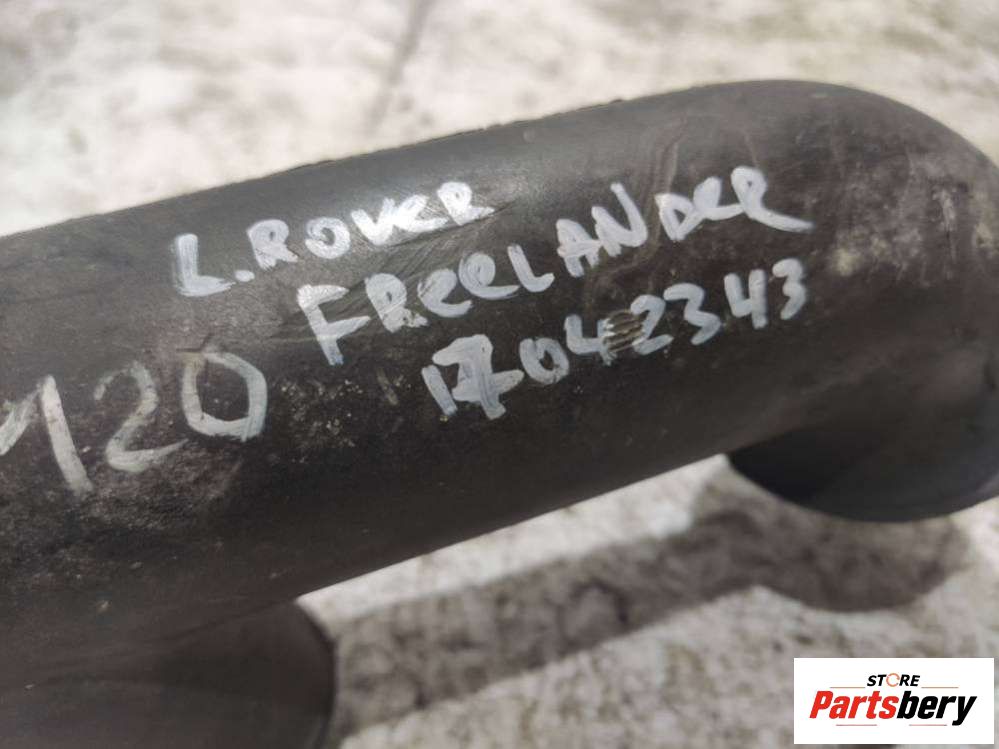 L.ROVER
FREELANDER
17042343
120
STORE
Partsbery